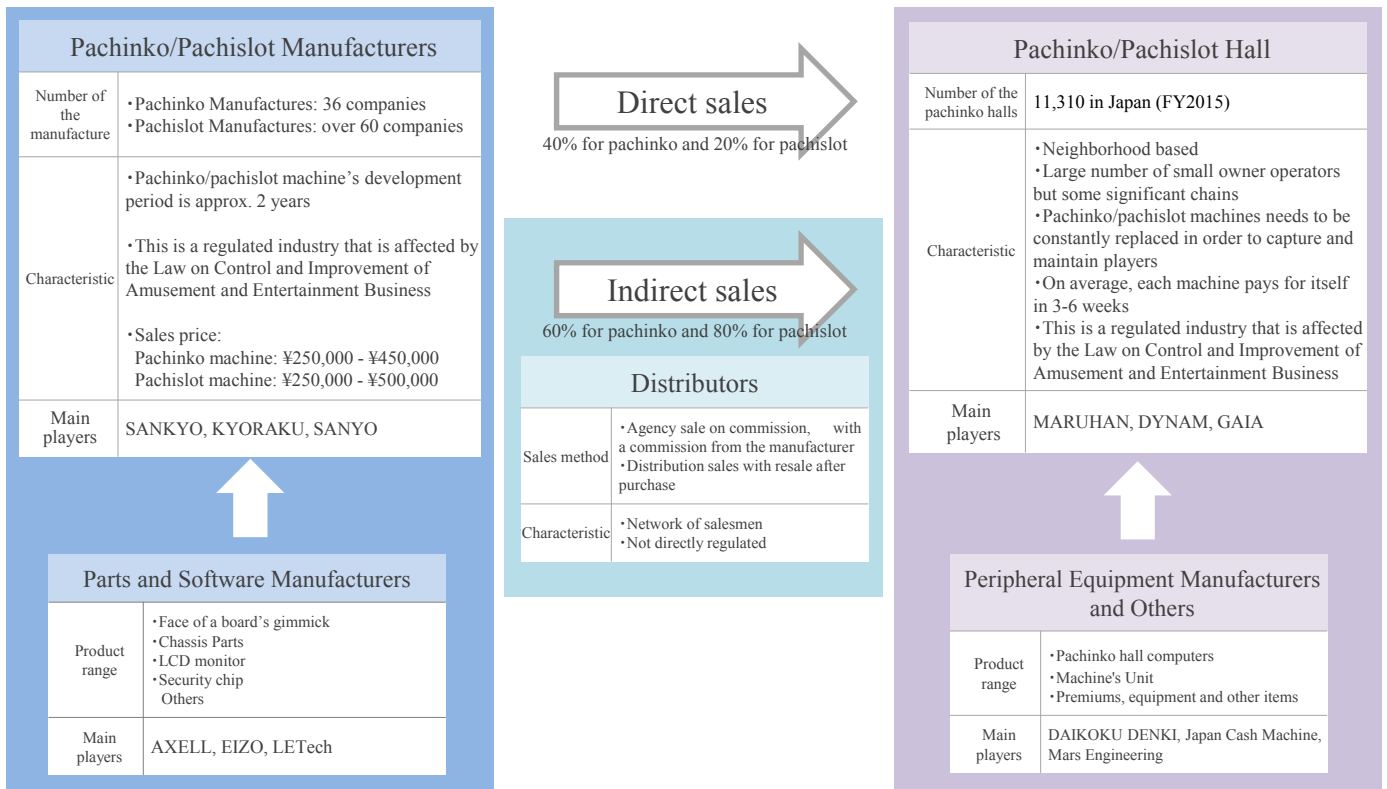 Pachinko/Pachislot Manufacturers
Number of
the
manufacture
・Pachinko Manufactures: 36 companies
・Pachislot Manufactures: over 60 companies
Characteristic
・Pachinko/pachislot machine's development
period is approx. 2 years
・This is a regulated industry that is affected by
the Law on Control and Improvement of
Amusement and Entertainment Business
・Sales price:
Pachinko machine: ¥250,000 - ¥450,000
Pachislot machine: ¥250,000 - ¥500,000
Main
players
SANKYO, KYORAKU, SANYO
Parts and Software Manufacturers
Product
range
・Face of a board's gimmick
・Chassis Parts
・LCD monitor
・Security chip
Others
Main
players
AXELL, EIZO, LETech
Direct sales
40% for pachinko and 20% for pachislot
Indirect sales
60% for pachinko and 80% for pachislot
Distributors
Sales method
・Agency sale on commission, with
a commission from the manufacturer
・Distribution sales with resale after
purchase
Characteristic
・Network of salesmen
・Not directly regulated
Pachinko/Pachislot Hall
Number of the
pachinko halls
11,310 in Japan (FY2015)
Characteristic
・Neighborhood based
・Large number of small owner operators
but some significant chains
・Pachinko/pachislot machines needs to be
constantly replaced in order to capture and
maintain players
・On average, each machine pays for itself
in 3-6 weeks
・This is a regulated industry that is affected
by the Law on Control and Improvement of
Amusement and Entertainment Business
Main
players
MARUHAN, DYNAM, GAIA
Peripheral Equipment Manufacturers
and Others
Product
range
・Pachinko hall computers
・Machine's Unit
・Premiums, equipment and other items
Main
players
DAIKOKU DENKI, Japan Cash Machine,
Mars Engineering